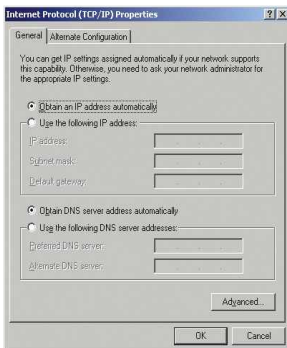 Internet Protocol (TCP/IP) Properties
General
Alternate Configuration
You can get IP settings assigned automatically if your network supports
this capability. Otherwise, you need to ask your network administrator for
the appropriate IP settings.
Obtain an IP address automatically
Use the following IP address:
IP address:
Subnet mask:
Default gateway:
Obtain DNS server address automatically
Use the following DNS server addresses:
Preferred DNS server:
Alternate DNS server:
Advanced...
OK
Cancel